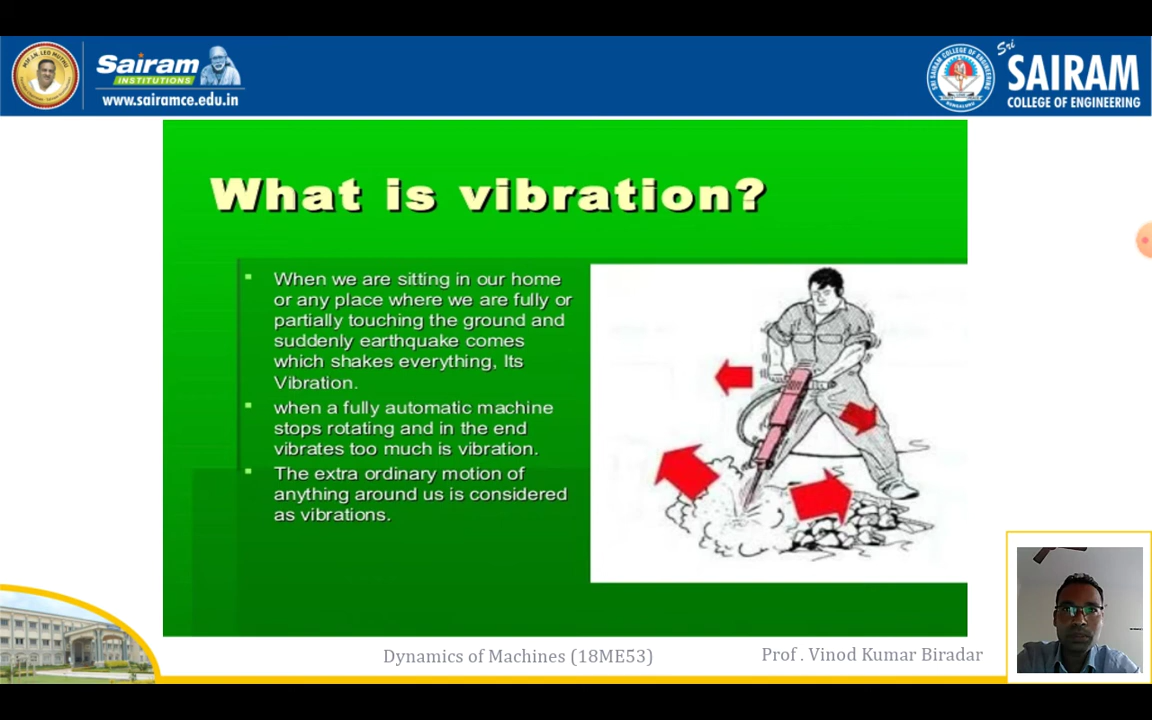 Sairam
INSTITUTIONS
www.sairamce.edu.in
Sri
SAIRAM
COLLEGE OF ENGINEERING
What is vibration?
When we are sitting in our home
or any place where we are fully or
partially touching the ground and
suddenly earthquake comes
which shakes everything, Its
Vibration.
when a fully automatic machine
stops rotating and in the end
vibrates too much is vibration.
The extra ordinary motion of
anything around us is considered
as vibrations.
Dynamics of Machines (18ME53)
Prof . Vinod Kumar Biradar